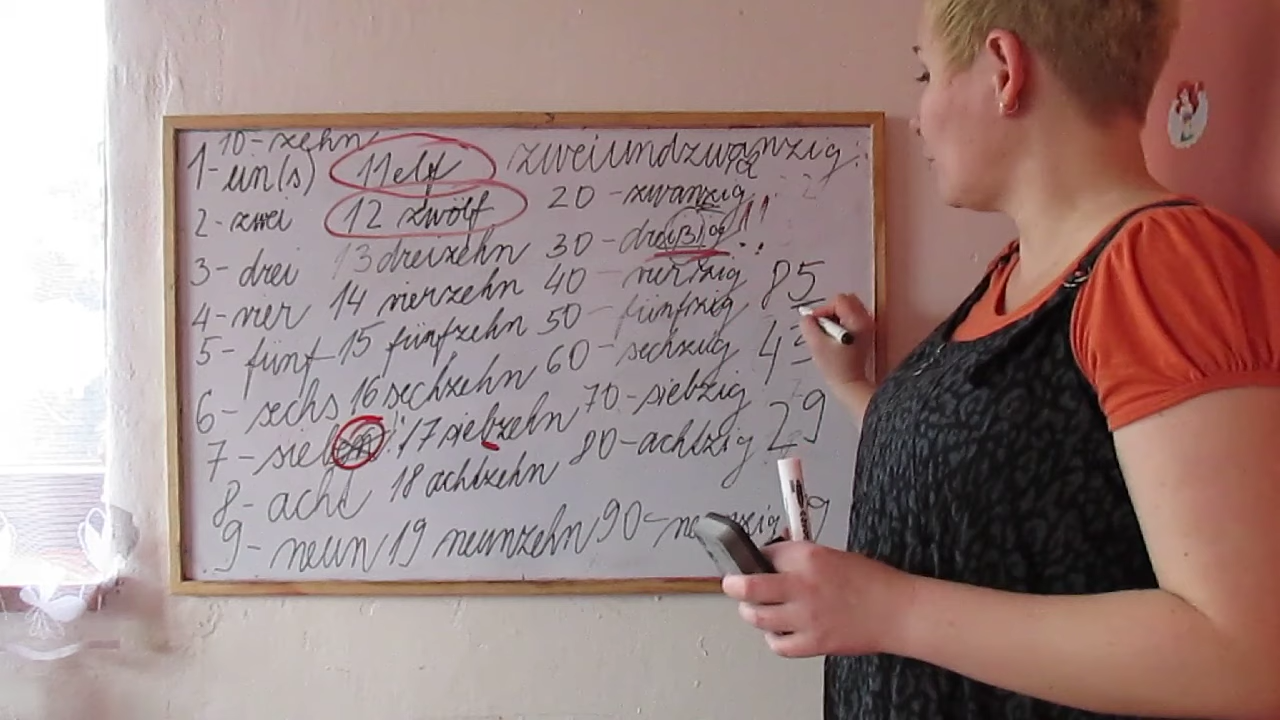 10-zehn
1-ein(s) 11 elf zweiundzwanzig
2-zwei 12 zwölf 20-zwanzig
3-drei 13 dreizehn 30-dreißig!!
4-vier 14 vierzehn 40-vierzig 85
5-fünf 15 fünfzehn 50-fünfzig
6-sechs 16 sechzehn 60-sechzig 43
7-sieben! 17 siebzehn 70-siebzig
8-acht 18 achtzehn 80-achtzig 29
9-neun 19 neunzehn 90-